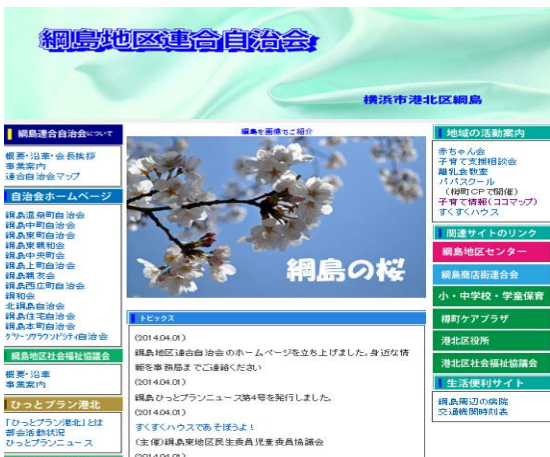 綱島地区連合自治会
横浜市港北区綱島
綱島連合自治会について
概要・沿革・会長挨拶
事業案内
連合自治会マップ
自治会ホームページ
綱島温泉町自治会
綱島中町自治会
綱島東町自治会
綱島東親和会
綱島中央町会
綱島上町自治会
綱島親友会
綱島西広町自治会
綱和会
北綱島自治会
綱島住宅自治会
綱島本町自治会
グリーンサラウンドシティ自治会
綱島地区社会福祉協議会
概要・沿革
事業案内
ひっとプラン港北
「ひっとプラン港北」とは
部会活動状況
ひっとプランニュース
綱島を画像でご紹介
綱島の桜
トピックス
(2014.04.01)
綱島地区連合自治会のホームページを立ち上げました。身近な情
報を事務局までご連絡ください
(2014.04.01)
綱島ひっとプランニュース第4号を発行しました。
(2014.04.01)
すくすくハウスであそぼうよ！
(主催)綱島東地区民生委員児童委員協議会
(2014.04.01)
地域の活動案内
赤ちゃん会
子育て支援相談会
離乳食教室
パパスクール
(樽町CPで開催)
子育て情報(ココマップ)
すくすくハウス
関連サイトのリンク
綱島地区センター
綱島商店街連合会
小・中学校・学童保育
樽町ケアプラザ
港北区役所
港北区社会福祉協議会
生活便利サイト
綱島周辺の病院
交通機関時刻表